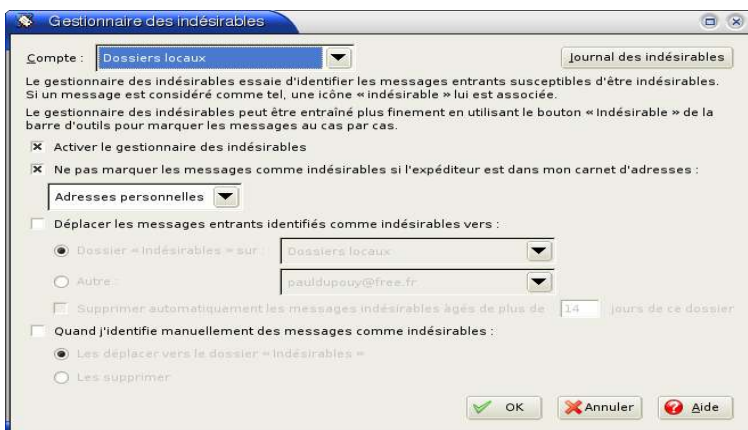 Gestionnaire des indésirables
Compte : Dossiers locaux Journal des indésirables
Le gestionnaire des indésirables essaie d'identifier les messages entrants susceptibles d'être indésirables.
Si un message est considéré comme tel, une icône « indésirable » lui est associée.
Le gestionnaire des indésirables peut être entraîné plus finement en utilisant le bouton « Indésirable » de la
barre d'outils pour marquer les messages au cas par cas.
Activer le gestionnaire des indésirables
Ne pas marquer les messages comme indésirables si l'expéditeur est dans mon carnet d'adresses :
Adresses personnelles
Déplacer les messages entrants identifiés comme indésirables vers :
Dossier « Indésirables » sur : Dossiers locaux
Autre : pauldupouy@free.fr
Supprimer automatiquement les messages indésirables âgés de plus de 14 jours de ce dossier
Quand j'identifie manuellement des messages comme indésirables :
Les déplacer vers le dossier « Indésirables »
Les supprimer
OK Annuler Aide